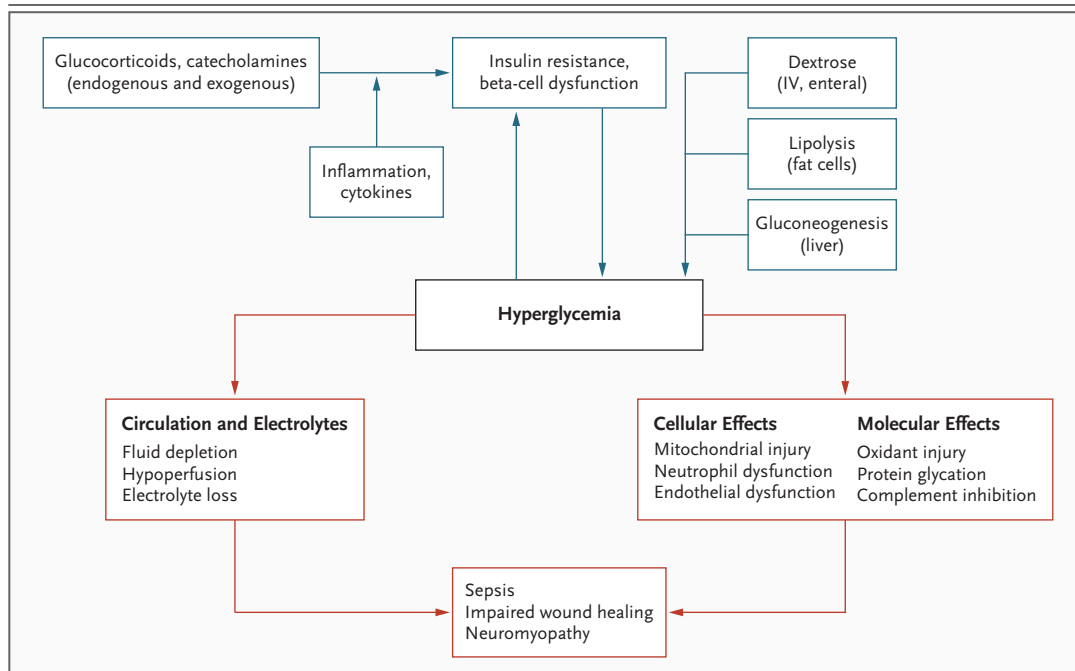 Glucocorticoids, catecholamines
(endogenous and exogenous)
Insulin resistance,
beta-cell dysfunction
Dextrose
(IV, enteral)
Inflammation,
cytokines
Lipolysis
(fat cells)
Gluconeogenesis
(liver)
Hyperglycemia
Circulation and Electrolytes
Fluid depletion
Hypoperfusion
Electrolyte loss
Cellular Effects
Mitochondrial injury
Neutrophil dysfunction
Endothelial dysfunction
Molecular Effects
Oxidant injury
Protein glycation
Complement inhibition
Sepsis
Impaired wound healing
Neuromyopathy